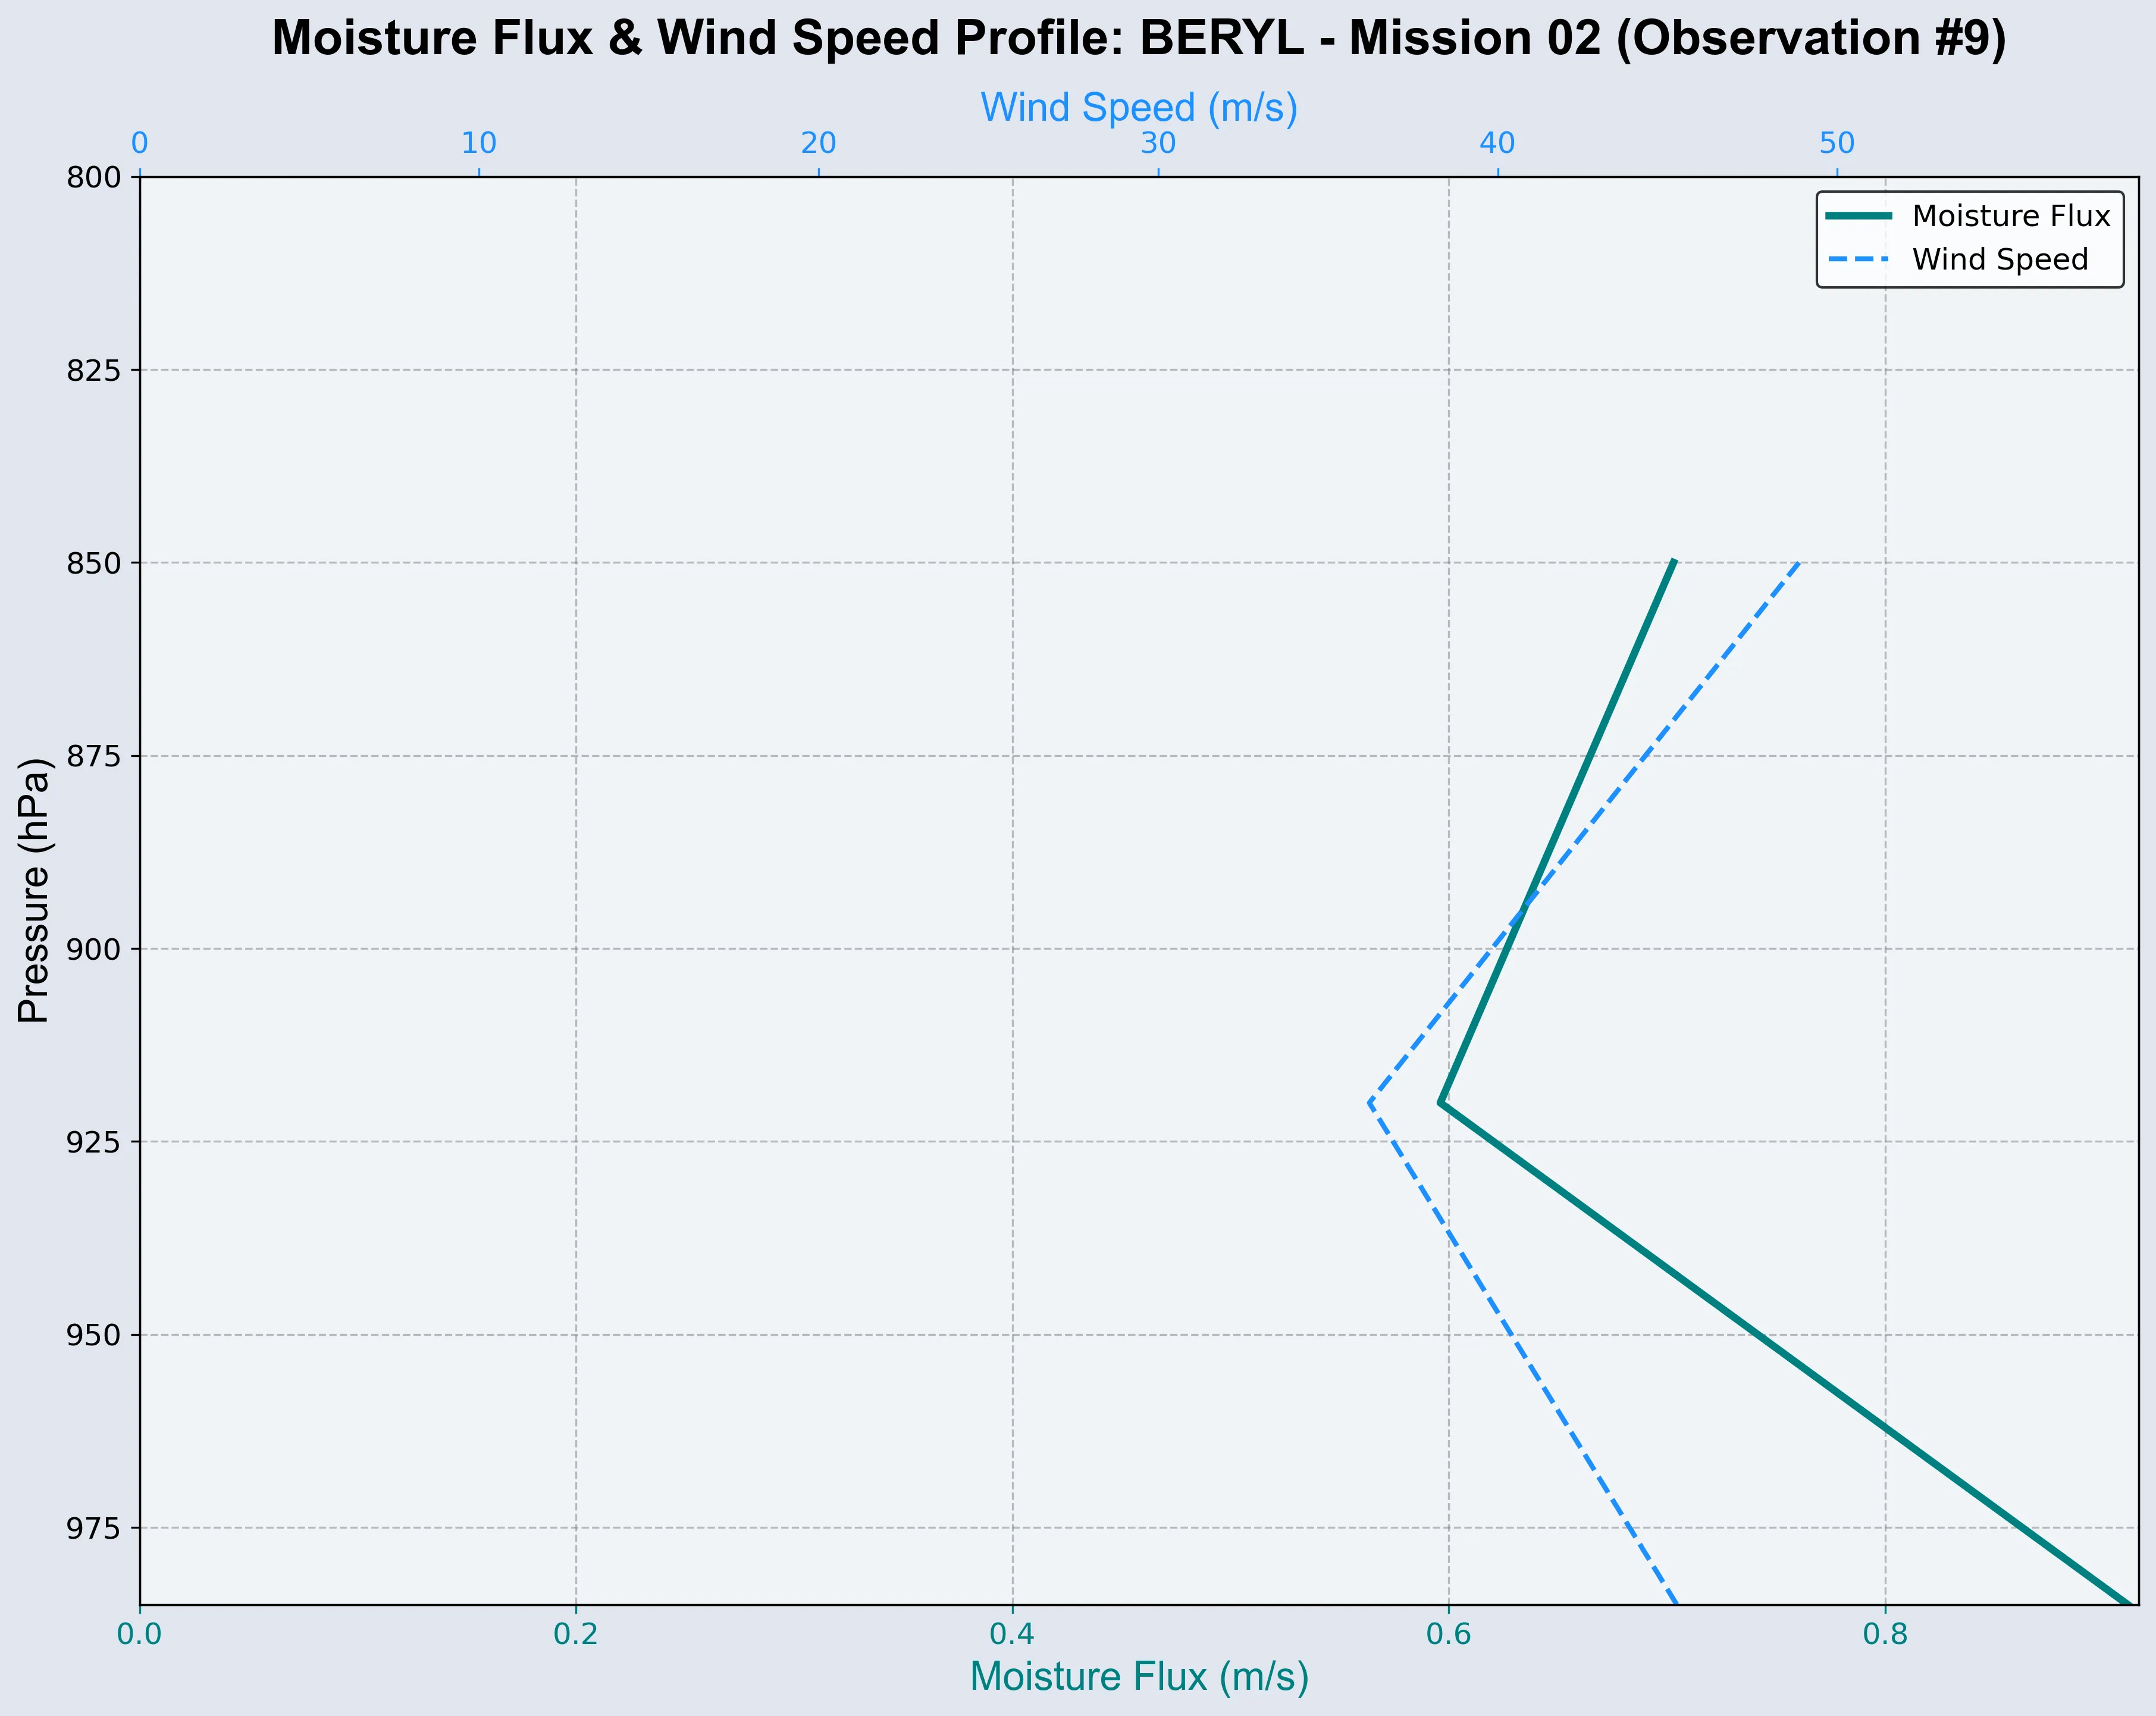 Moisture Flux & Wind Speed Profile: BERYL - Mission 02 (Observation #9)
Wind Speed (m/s)
0 10 20 30 40 50
Moisture Flux
Wind Speed
Pressure (hPa)
800
825
850
875
900
925
950
975
0.0 0.2 0.4 0.6 0.8
Moisture Flux (m/s)